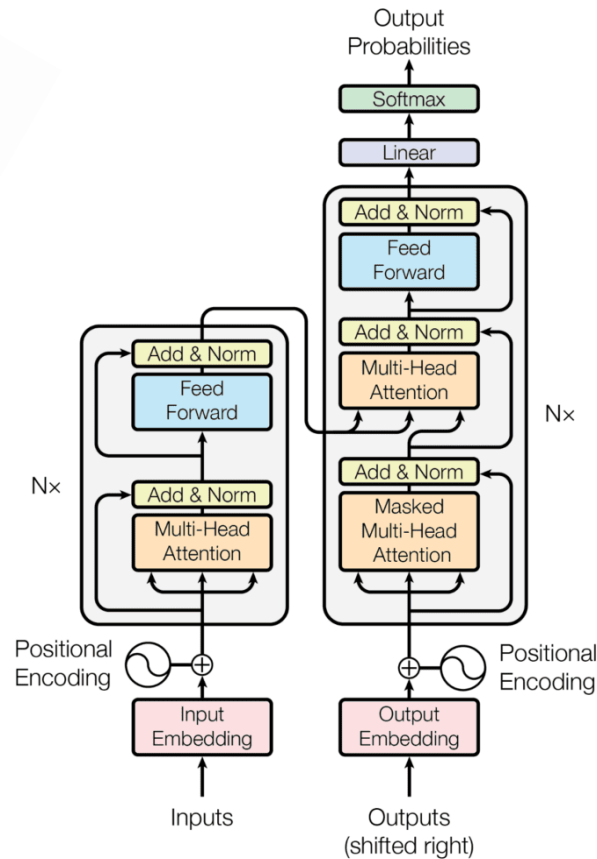 Output
Probabilities
Softmax
Linear
Add & Norm
Feed
Forward
Add & Norm
Multi-Head
Attention
Add & Norm
Masked
Multi-Head
Attention
N×
Add & Norm
Feed
Forward
Add & Norm
Multi-Head
Attention
N×
Positional
Encoding
Positional
Encoding
Input
Embedding
Output
Embedding
Inputs
Outputs
(shifted right)